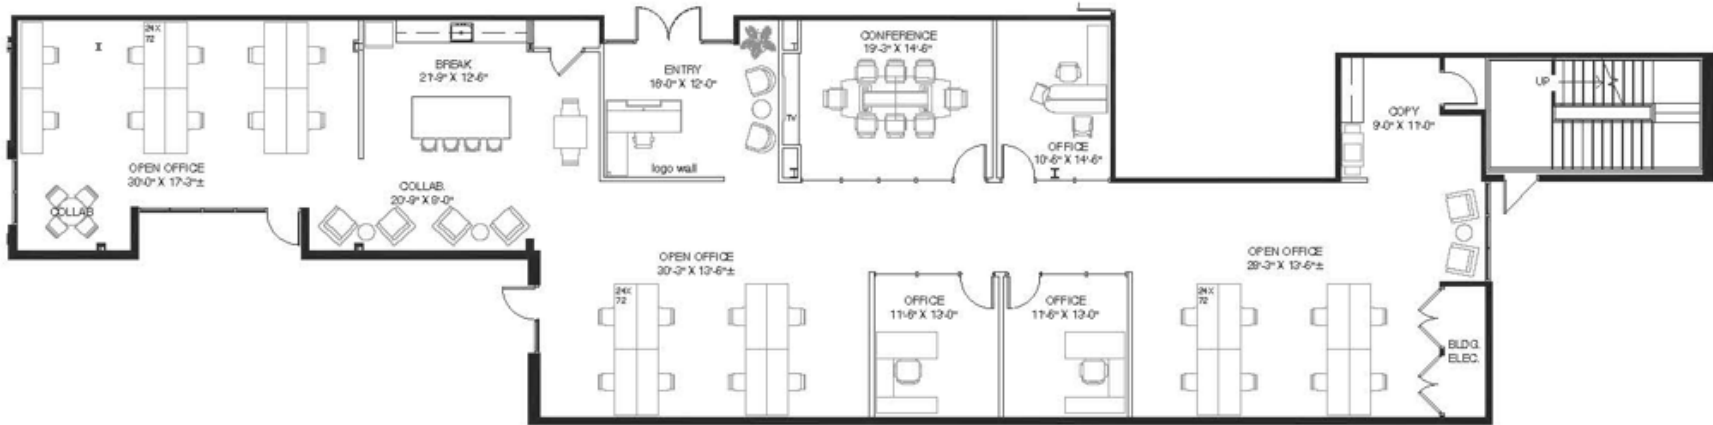 24X
72
OPEN OFFICE
30'-0" X 17'-3"±
COLLAB
BREAK
21'-9" X 12'-6"
COLLAB.
20'-9" X 8'-0"
ENTRY
16'-0" X 12'-0"
logo wall
TV
CONFERENCE
19'-3" X 14'-6"
OFFICE
10'-6" X 14'-6"
COPY
9'-0" X 11'-0"
UP
OPEN OFFICE
30'-3" X 13'-6"±
24X
72
OFFICE
11'-6" X 13'-0"
OFFICE
11'-6" X 13'-0"
OPEN OFFICE
28'-3" X 13'-6"±
24X
72
BLDG.
ELEC.